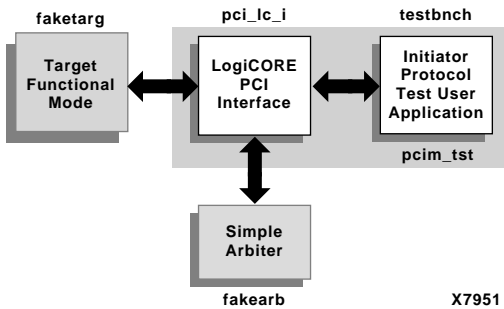 faketarg
pci_lc_i
testbnch
Target
Functional
Mode
LogiCORE
PCI
Interface
Initiator
Protocol
Test User
Application
pcim_tst
Simple
Arbiter
fakearb
X7951